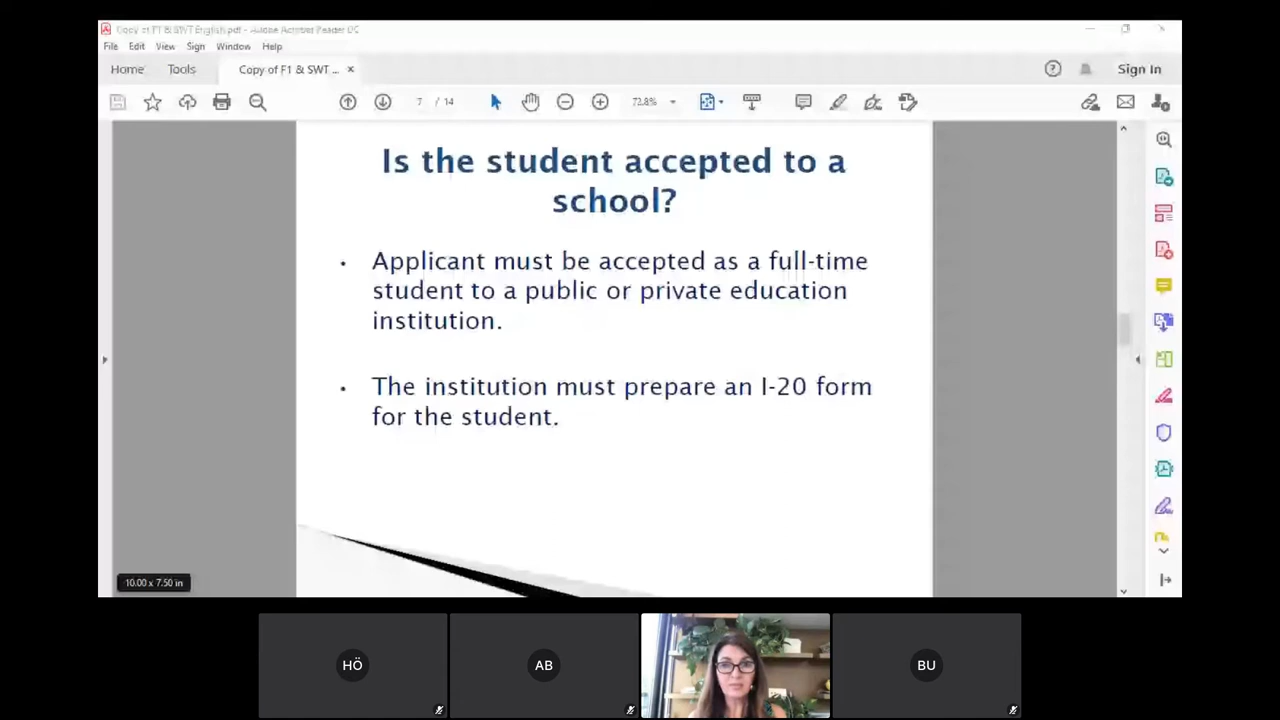 Copy of F1 & SWT English.pdf - Adobe Acrobat Reader DC
File Edit View Sign Window Help
Home Tools Copy of F1 & SWT ... × Sign In
7 / 14 72.8%
Is the student accepted to a
school?
• Applicant must be accepted as a full-time
student to a public or private education
institution.
• The institution must prepare an I-20 form
for the student.
10.00 x 7.50 in
HÖ AB BU